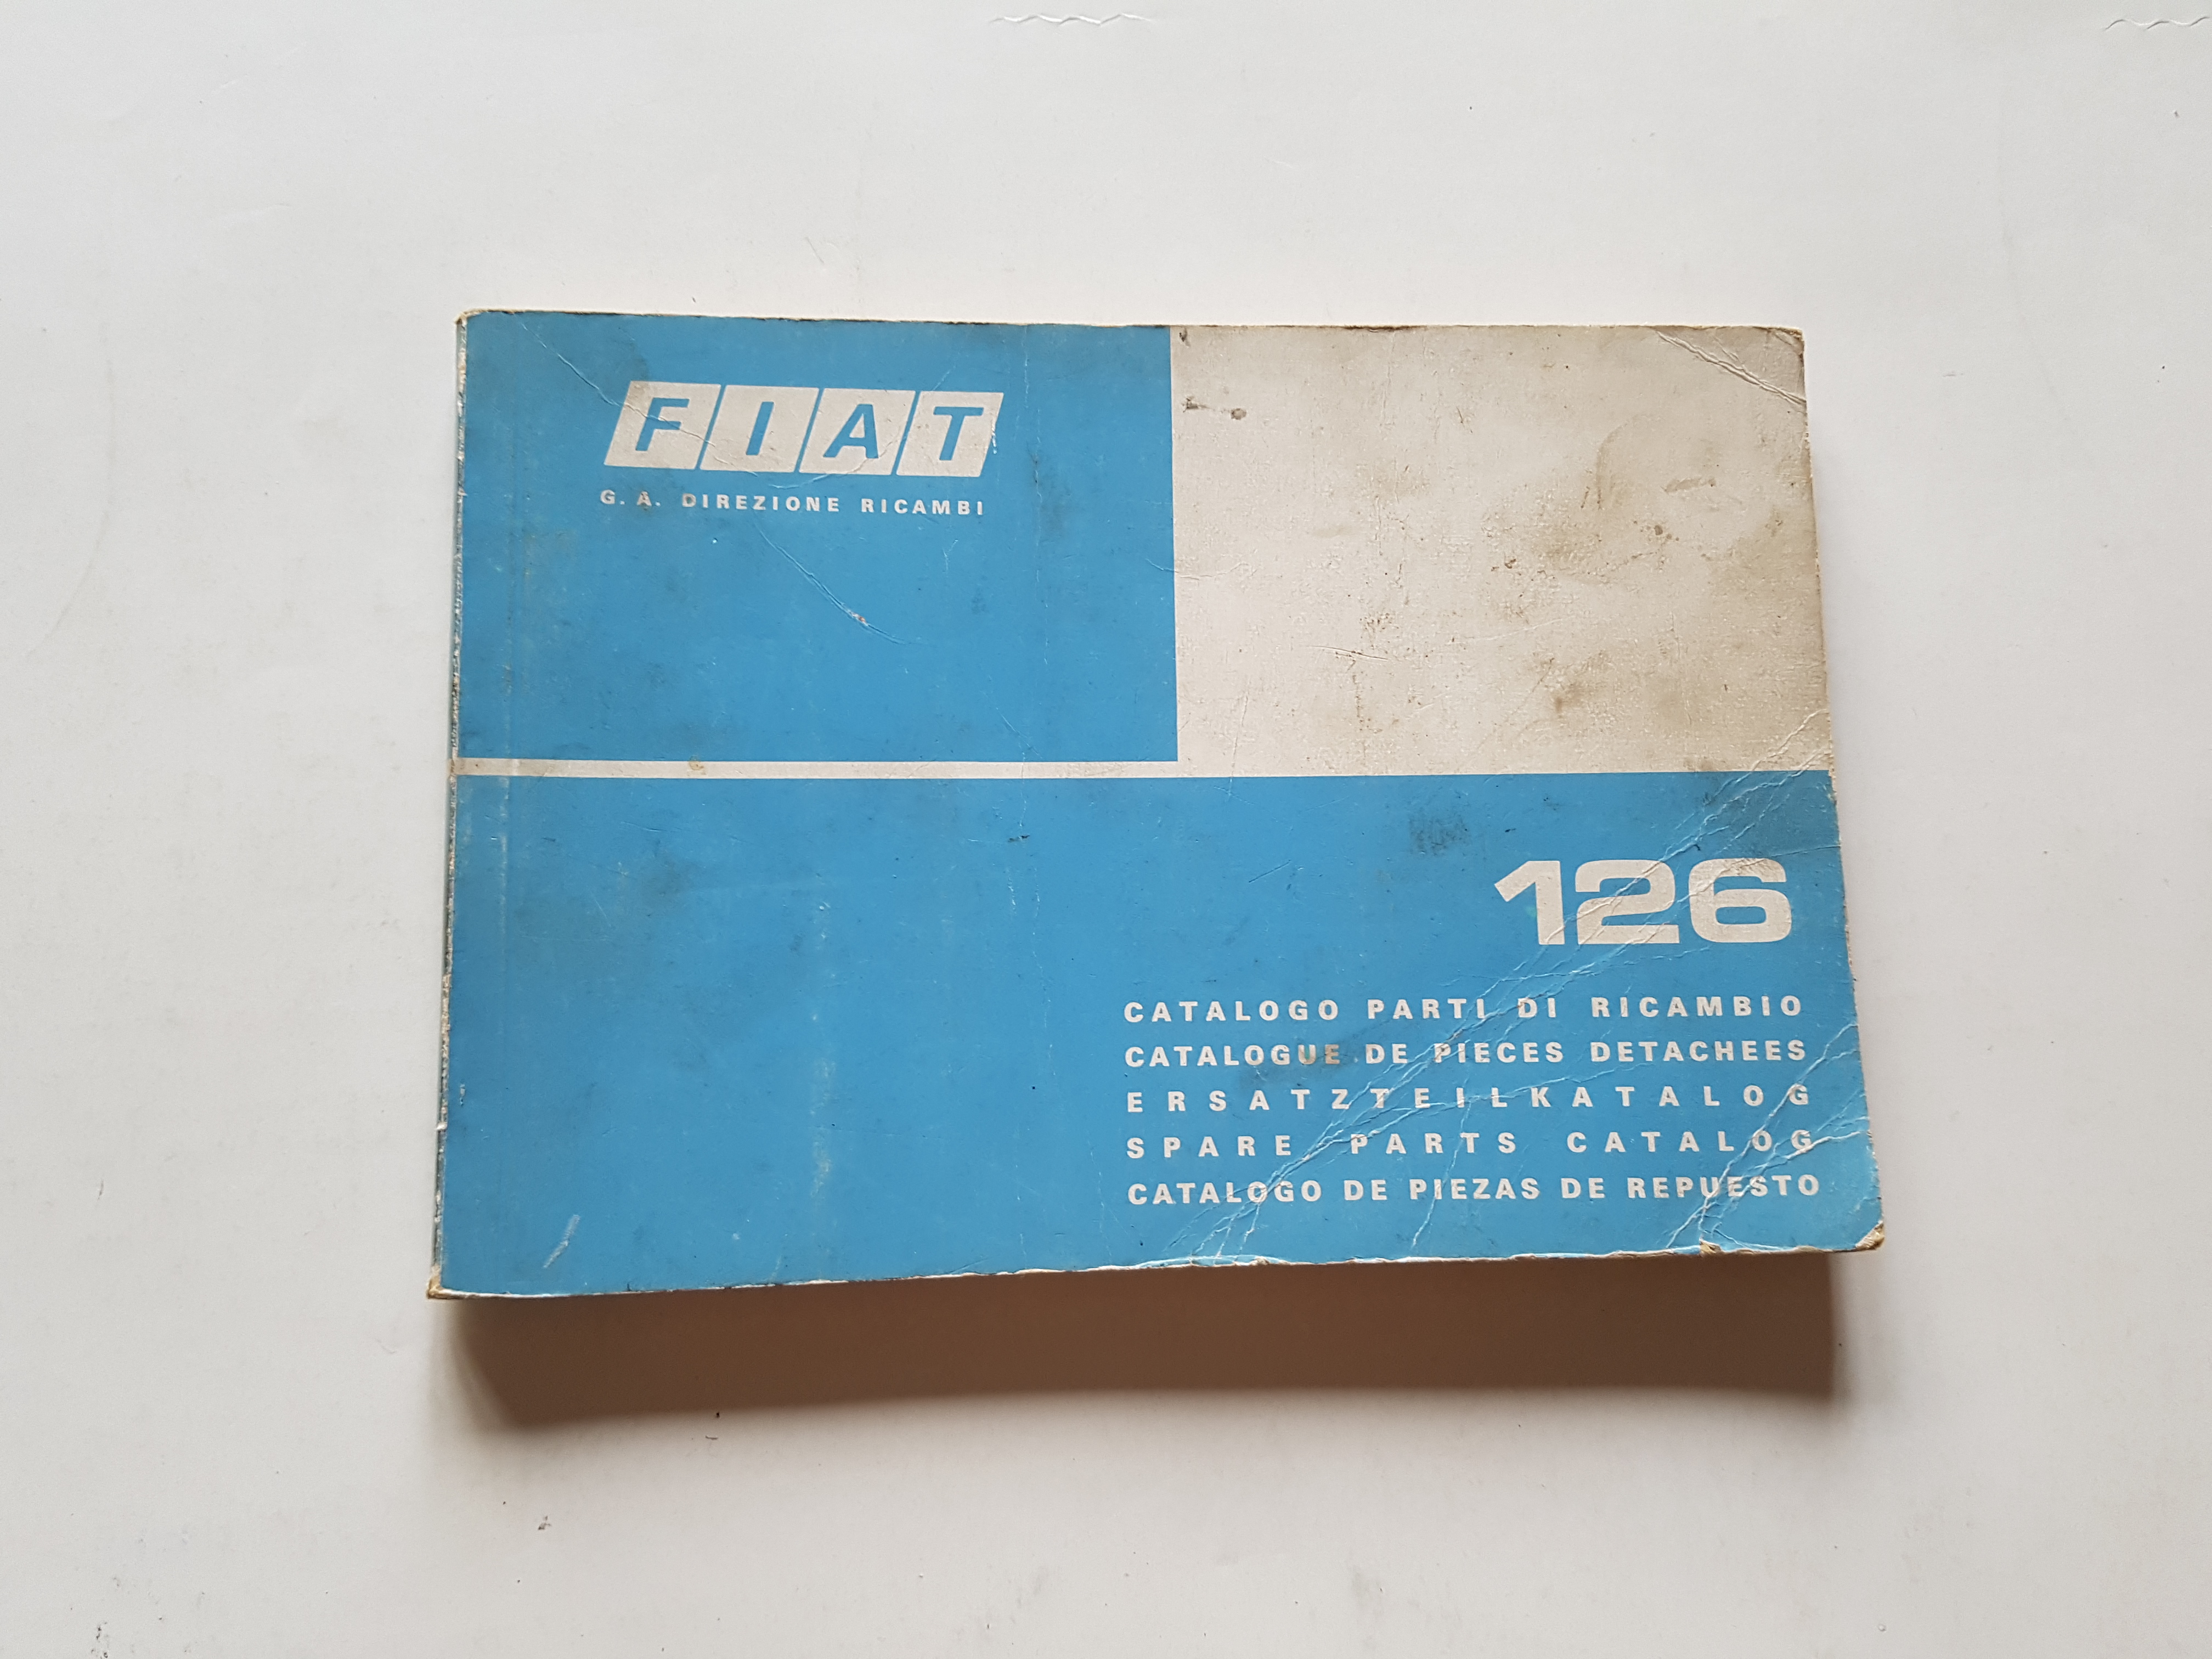 FIAT
G. A. DIREZIONE RICAMBI
126
CATALOGO PARTI DI RICAMBIO
CATALOGUE DE PIECES DETACHEES
ERSATZTEILKATALOG
SPARE PARTS CATALOG
CATALOGO DE PIEZAS DE REPUESTO